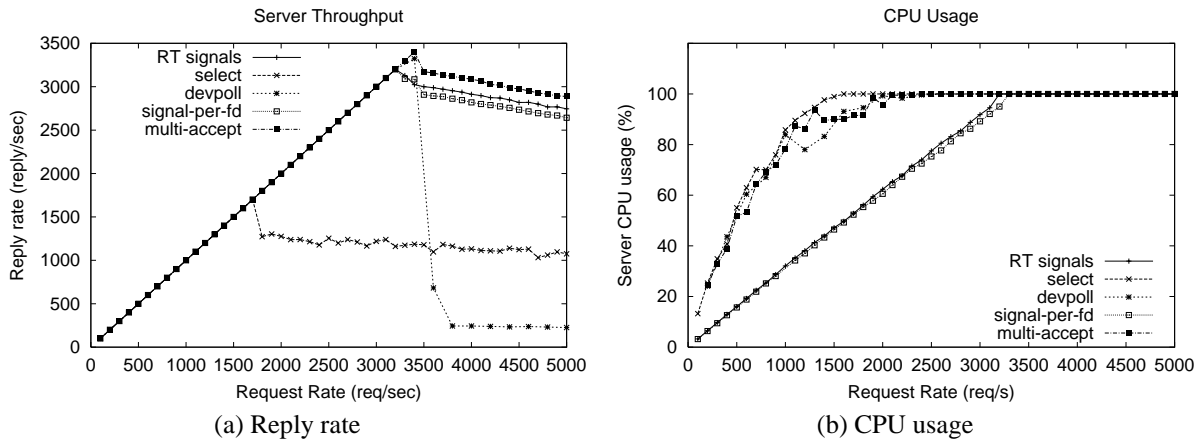 Server Throughput
3500
3000
2500
2000
1500
1000
500
0
Reply rate (reply/sec)
RT signals
select
devpoll
signal-per-fd
multi-accept
0 500 1000 1500 2000 2500 3000 3500 4000 4500 5000
Request Rate (req/sec)
(a) Reply rate
CPU Usage
100
80
60
40
20
0
Server CPU usage (%)
RT signals
select
devpoll
signal-per-fd
multi-accept
0 500 1000 1500 2000 2500 3000 3500 4000 4500 5000
Request Rate (req/s)
(b) CPU usage